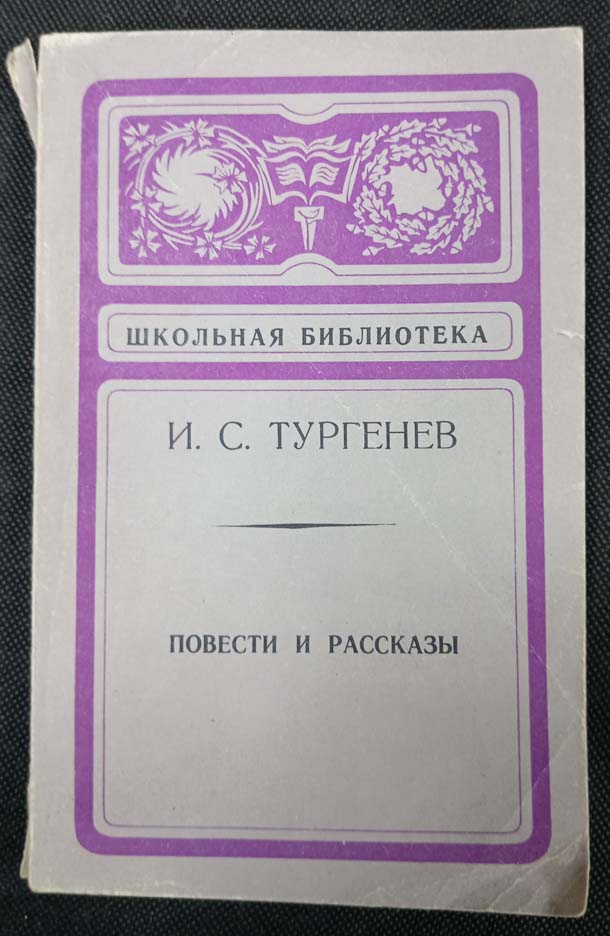 ШКОЛЬНАЯ БИБЛИОТЕКА
И. С. ТУРГЕНЕВ
ПОВЕСТИ И РАССКАЗЫ